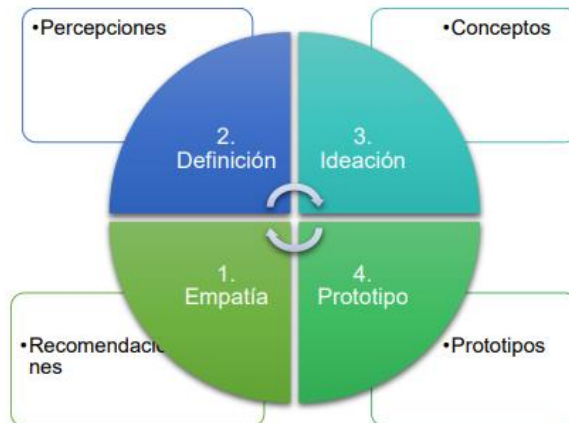 •Percepciones
•Conceptos
2.
Definición
3.
Ideación
1.
Empatía
4.
Prototipo
•Recomendacio
nes
•Prototipos